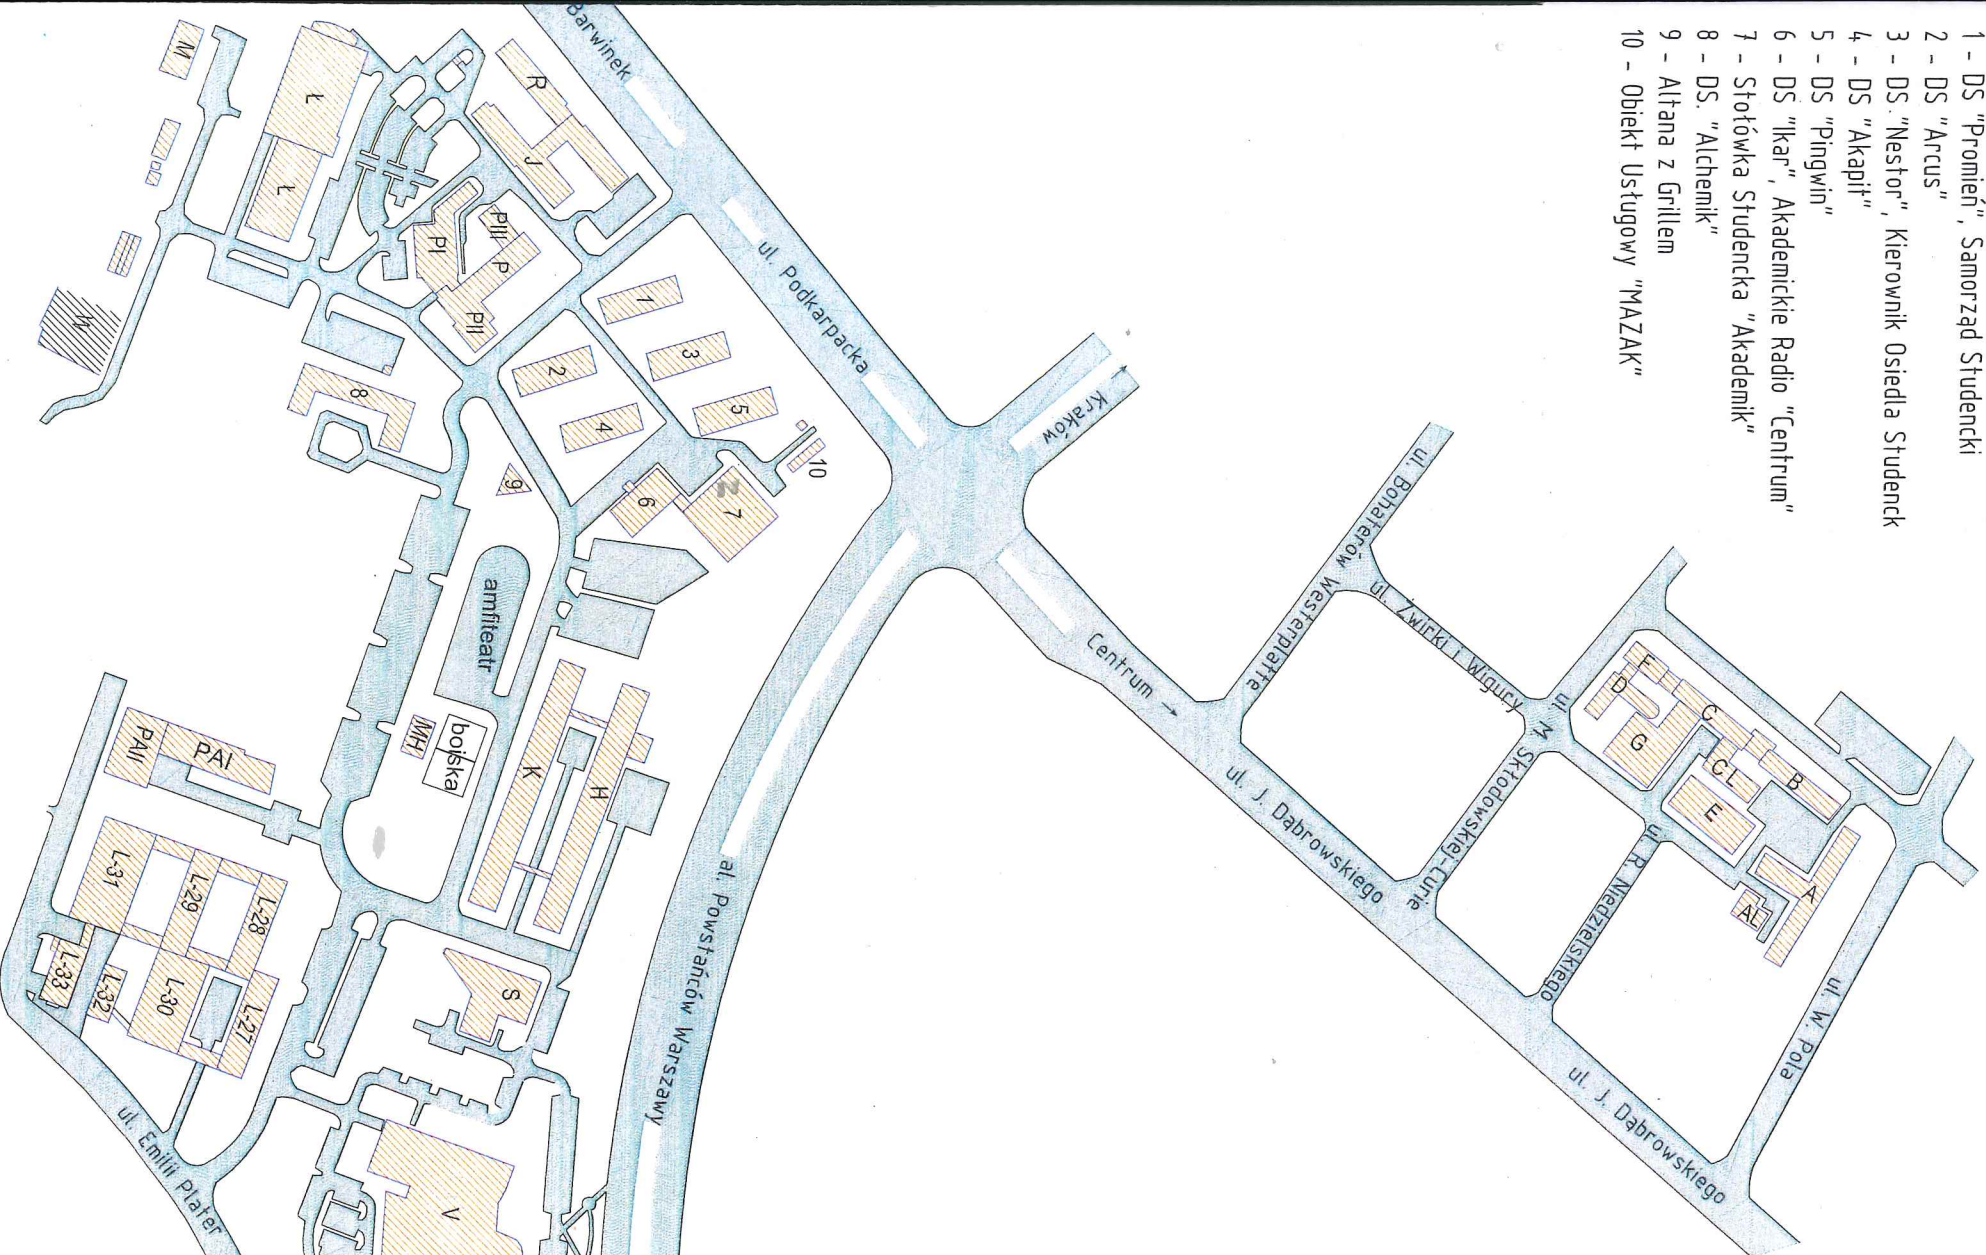 1 - DS "Promień", Samorząd Studencki
2 - DS "Arcus"
3 - DS. "Nestor", Kierownik Osiedla Studenck
4 - DS "Akapit"
5 - DS "Pingwin"
6 - DS "Ikar", Akademickie Radio "Centrum"
7 - Stołówka Studencka "Akademik"
8 - DS. "Alchemik"
9 - Altana z Grillem
10 - Obiekt Usługowy "MAZAK"
Barwinek
ul. Podkarpacka
Kraków
Centrum
ul. Bohaterów Westerplatte
ul. Żwirki i Wigury
ul. M. Skłodowskiej-Curie
ul. R. Niedzielskiego
ul. W. Pola
ul. J. Dąbrowskiego
ul. J. Dąbrowskiego
al. Powstańców Warszawy
ul. Emilii Plater
F
D
C
G
CL
B
E
A
AL
M
Ł
Ł
R
J
PIII
P
PI
PII
W
1
3
5
2
4
10
6
7
8
9
amfiteatr
bojska
MH
K
H
PAII
PAI
L-31
L-29
L-28
L-33
L-32
L-30
L-27
S
V